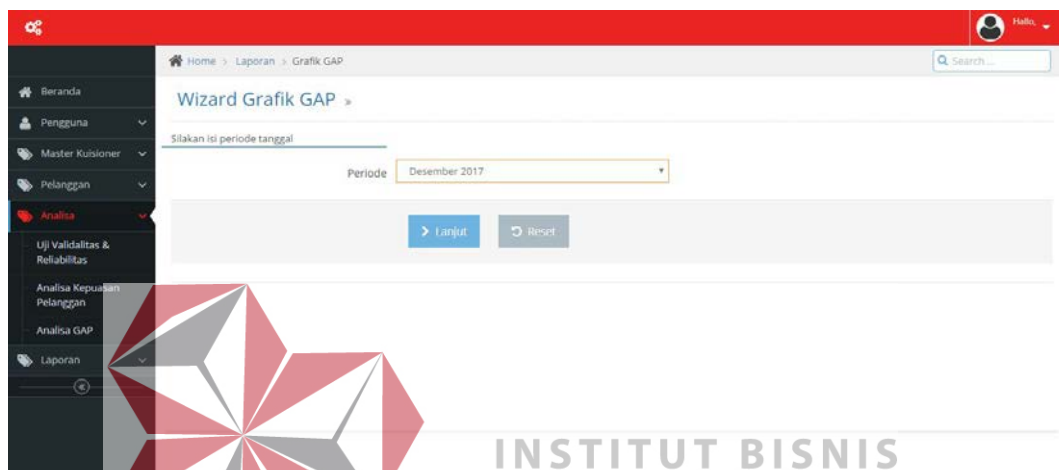 Hallo,
Home > Laporan > Grafik GAP
Search ...
Beranda
Pengguna
Master Kuisioner
Pelanggan
Analisa
Uji Validalitas &
Reliabilitas
Analisa Kepuasan
Pelanggan
Analisa GAP
Laporan
Wizard Grafik GAP »
Silakan isi periode tanggal
Periode
Desember 2017
Lanjut
Reset
INSTITUT BISNIS